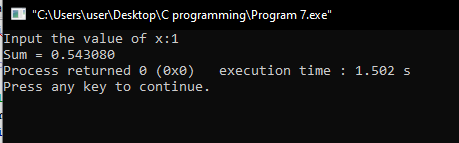 "C:\Users\user\Desktop\C programming\Program 7.exe"
Input the value of x:1
Sum = 0.543080
Process returned 0 (0x0)   execution time : 1.502 s
Press any key to continue.